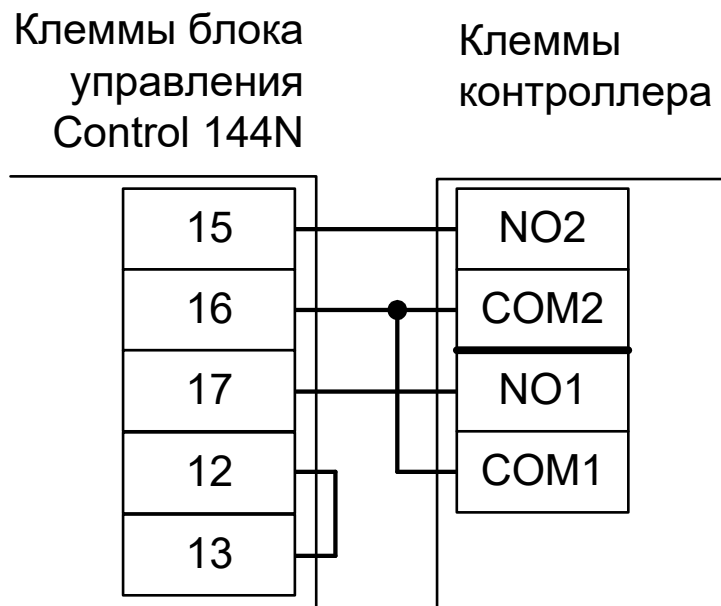 Клеммы блока
управления
Control 144N
Клеммы
контроллера
15
16
17
12
13
NO2
COM2
NO1
COM1